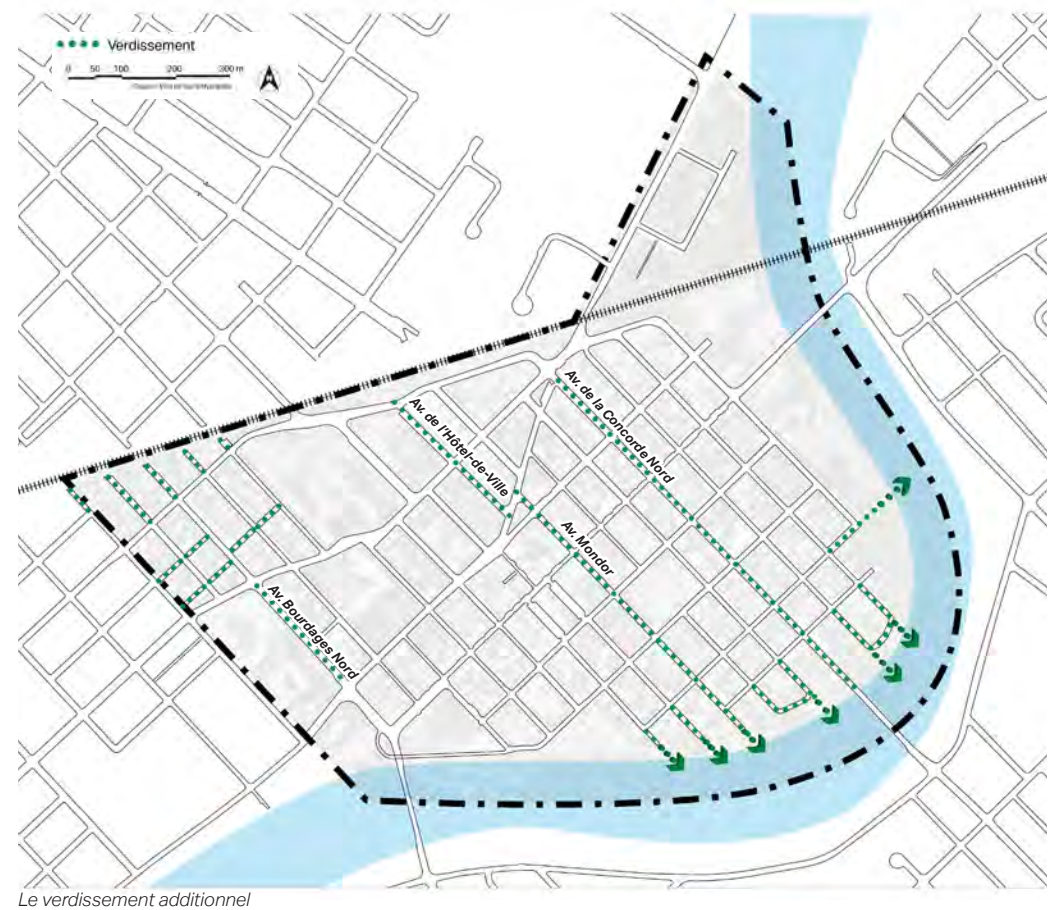 Verdissement
0 50 100 200 300 m
Av. de la Concorde Nord
Av. de l'Hôtel-de-Ville
Av. Mondor
Av. Bourdages Nord
Le verdissement additionnel